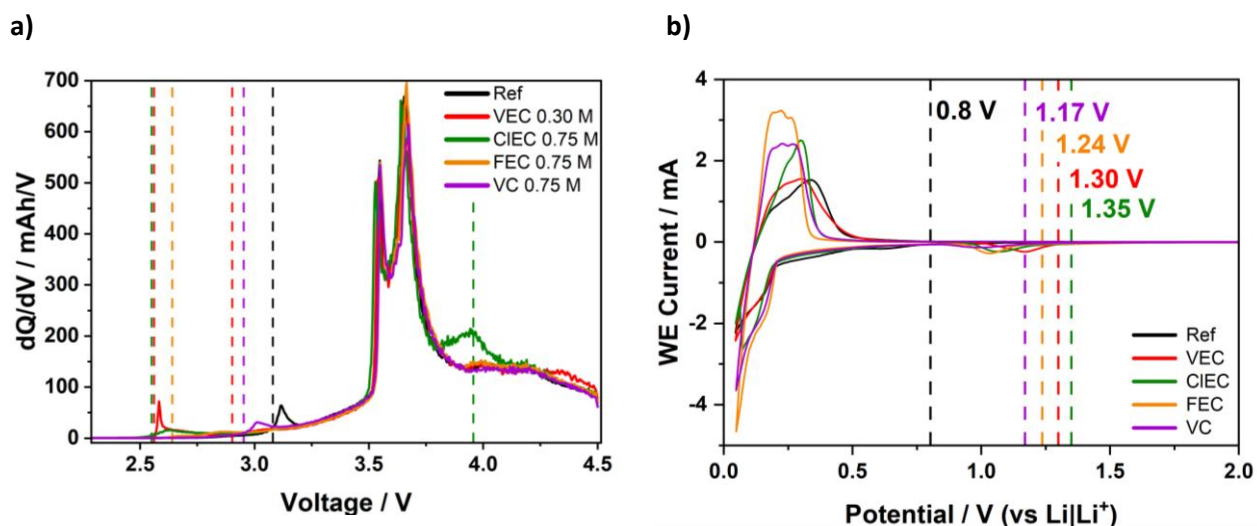 a)
700
600
500
400
300
200
100
0
dQ/dV / mAh/V
2.5
3.0
3.5
4.0
4.5
Voltage / V
Ref
VEC 0.30 M
ClEC 0.75 M
FEC 0.75 M
VC 0.75 M
b)
4
2
0
-2
-4
WE Current / mA
0.0
0.5
1.0
1.5
2.0
Potential / V (vs Li|Li⁺)
0.8 V
1.17 V
1.24 V
1.30 V
1.35 V
Ref
VEC
ClEC
FEC
VC